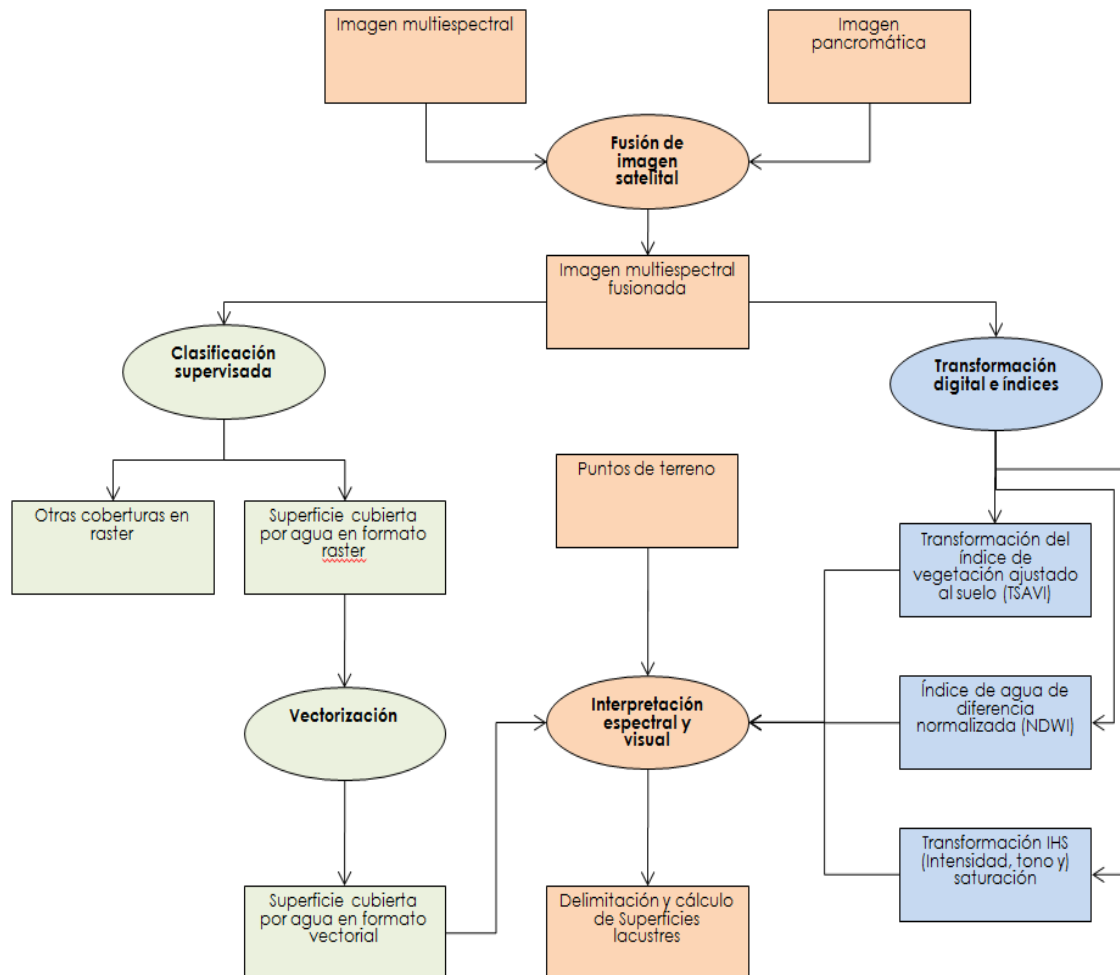 Imagen multiespectral
Imagen
pancromática
Fusión de
imagen
satelital
Imagen multiespectral
fusionada
Clasificación
supervisada
Transformación
digital e índices
Puntos de terreno
Otras coberturas en
raster
Superficie cubierta
por agua en formato
raster
Transformación del
índice de
vegetación ajustado
al suelo (TSAVI)
Vectorización
Interpretación
espectral y
visual
Índice de agua de
diferencia
normalizada (NDWI)
Transformación IHS
(Intensidad, tono y)
saturación
Superficie cubierta
por agua en formato
vectorial
Delimitación y cálculo
de Superficies
lacustres